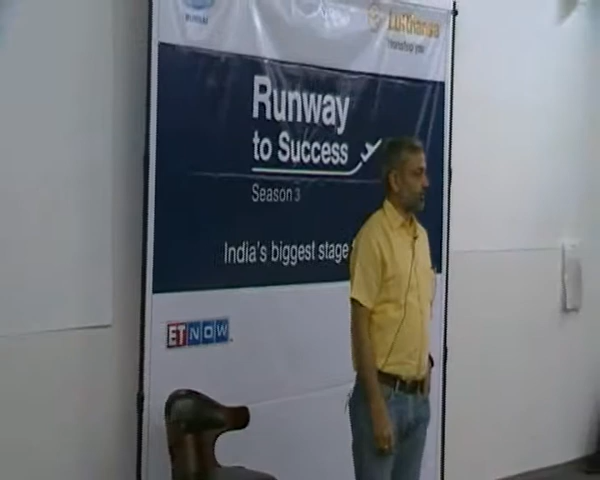 Lufthansa
Runway
to Success
Season 3
India's biggest stage
ET NOW